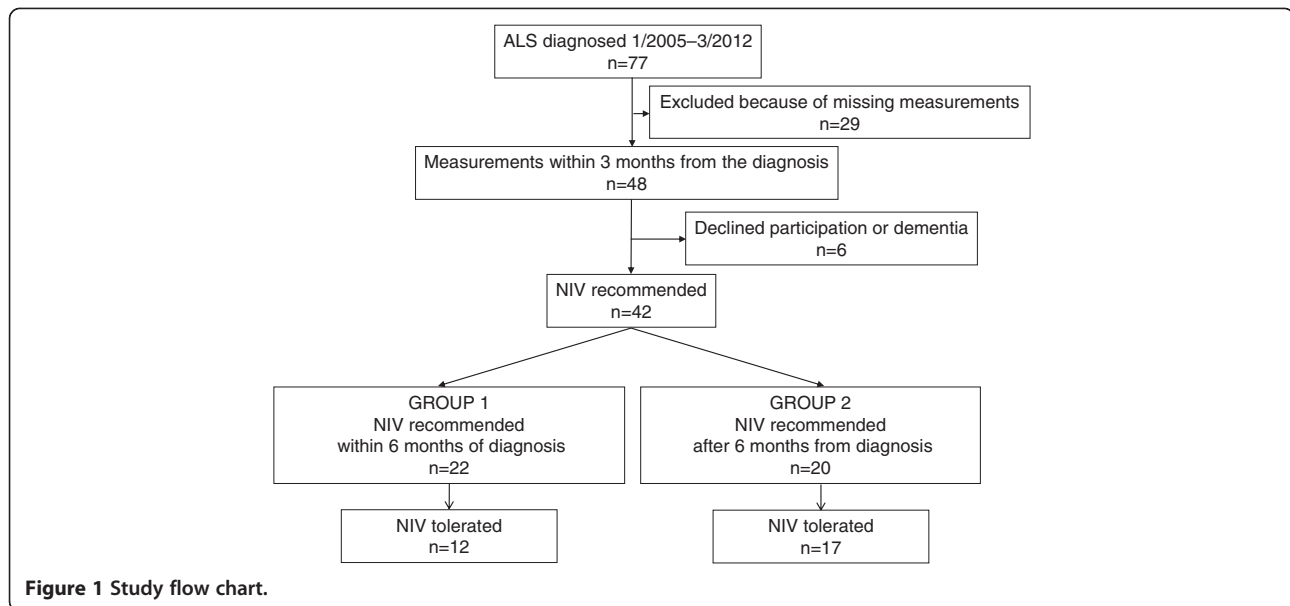 ALS diagnosed 1/2005–3/2012
n=77
Excluded because of missing measurements
n=29
Measurements within 3 months from the diagnosis
n=48
Declined participation or dementia
n=6
NIV recommended
n=42
GROUP 1
NIV recommended
within 6 months of diagnosis
n=22
GROUP 2
NIV recommended
after 6 months from diagnosis
n=20
NIV tolerated
n=12
NIV tolerated
n=17
Figure 1 Study flow chart.